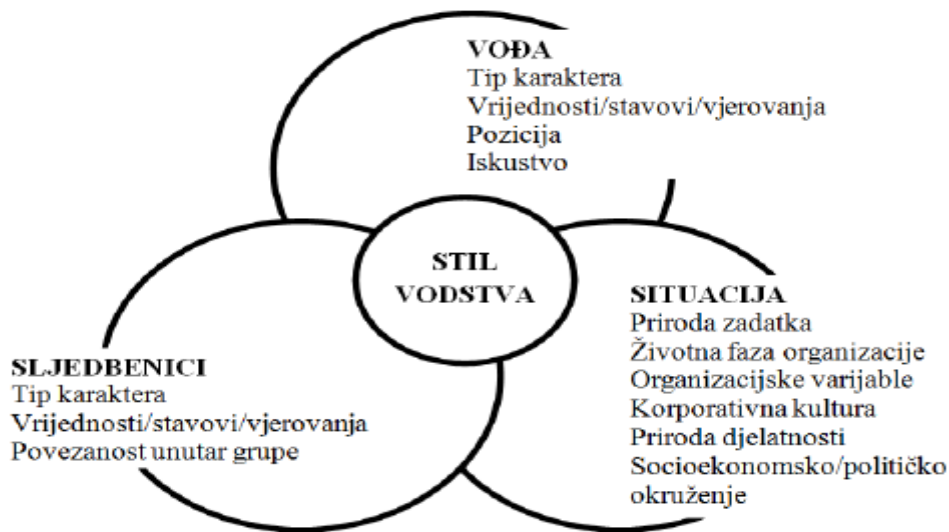 VOĐA
Tip karaktera
Vrijednosti/stavovi/vjerovanja
Pozicija
Iskustvo
STIL
VODSTVA
SITUACIJA
Priroda zadatka
Životna faza organizacije
Organizacijske varijable
Korporativna kultura
Priroda djelatnosti
Socioekonomsko/političko
okruženje
SLJEDBENICI
Tip karaktera
Vrijednosti/stavovi/vjerovanja
Povezanost unutar grupe